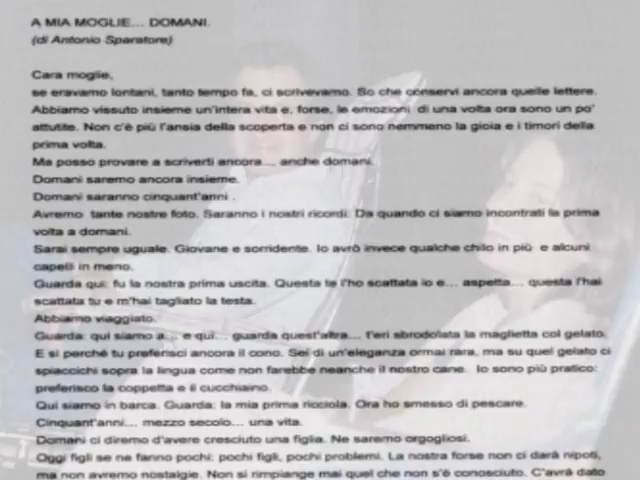 A MIA MOGLIE... DOMANI.
(di Antonio Sparatore)
Cara moglie,
se eravamo lontani, tanto tempo fa, ci scrivevamo. So che conservi ancora quelle lettere.
Abbiamo vissuto insieme un'intera vita e, forse, le emozioni di una volta ora sono un po'
attutite. Non c'è più l'ansia della scoperta e non ci sono nemmeno la gioia e i timori della
prima volta.
Ma posso provare a scriverti ancora... anche domani.
Domani saremo ancora insieme.
Domani saranno cinquant'anni .
Avremo tante nostre foto. Saranno i nostri ricordi. Da quando ci siamo incontrati la prima
volta a domani.
Sarai sempre uguale. Giovane e sorridente. Io avrò invece qualche chilo in più e alcuni
capelli in meno.
Guarda qui: fu la nostra prima uscita. Questa te l'ho scattata io e... aspetta... questa l'hai
scattata tu e m'hai tagliato la testa.
Abbiamo viaggiato.
Guarda: qui siamo a... e qui... guarda quest'altra... t'eri sbrodolata la maglietta col gelato.
E si perché tu preferisci ancora il cono. Sei di un'eleganza ormai rara, ma su quel gelato ci
spiaccichi sopra la lingua come non farebbe neanche il nostro cane. Io sono più pratico:
preferisco la coppetta e il cucchiaino.
Qui siamo in barca. Guarda: la mia prima ricciola. Ora ho smesso di pescare.
Cinquant'anni... mezzo secolo... una vita.
Domani ci diremo d'avere cresciuto una figlia. Ne saremo orgogliosi.
Oggi figli se ne fanno pochi: pochi figli, pochi problemi. La nostra forse non ci darà nipoti,
ma non avremo nostalgie. Non si rimpiange mai quel che non s'è conosciuto. C'avrà dato